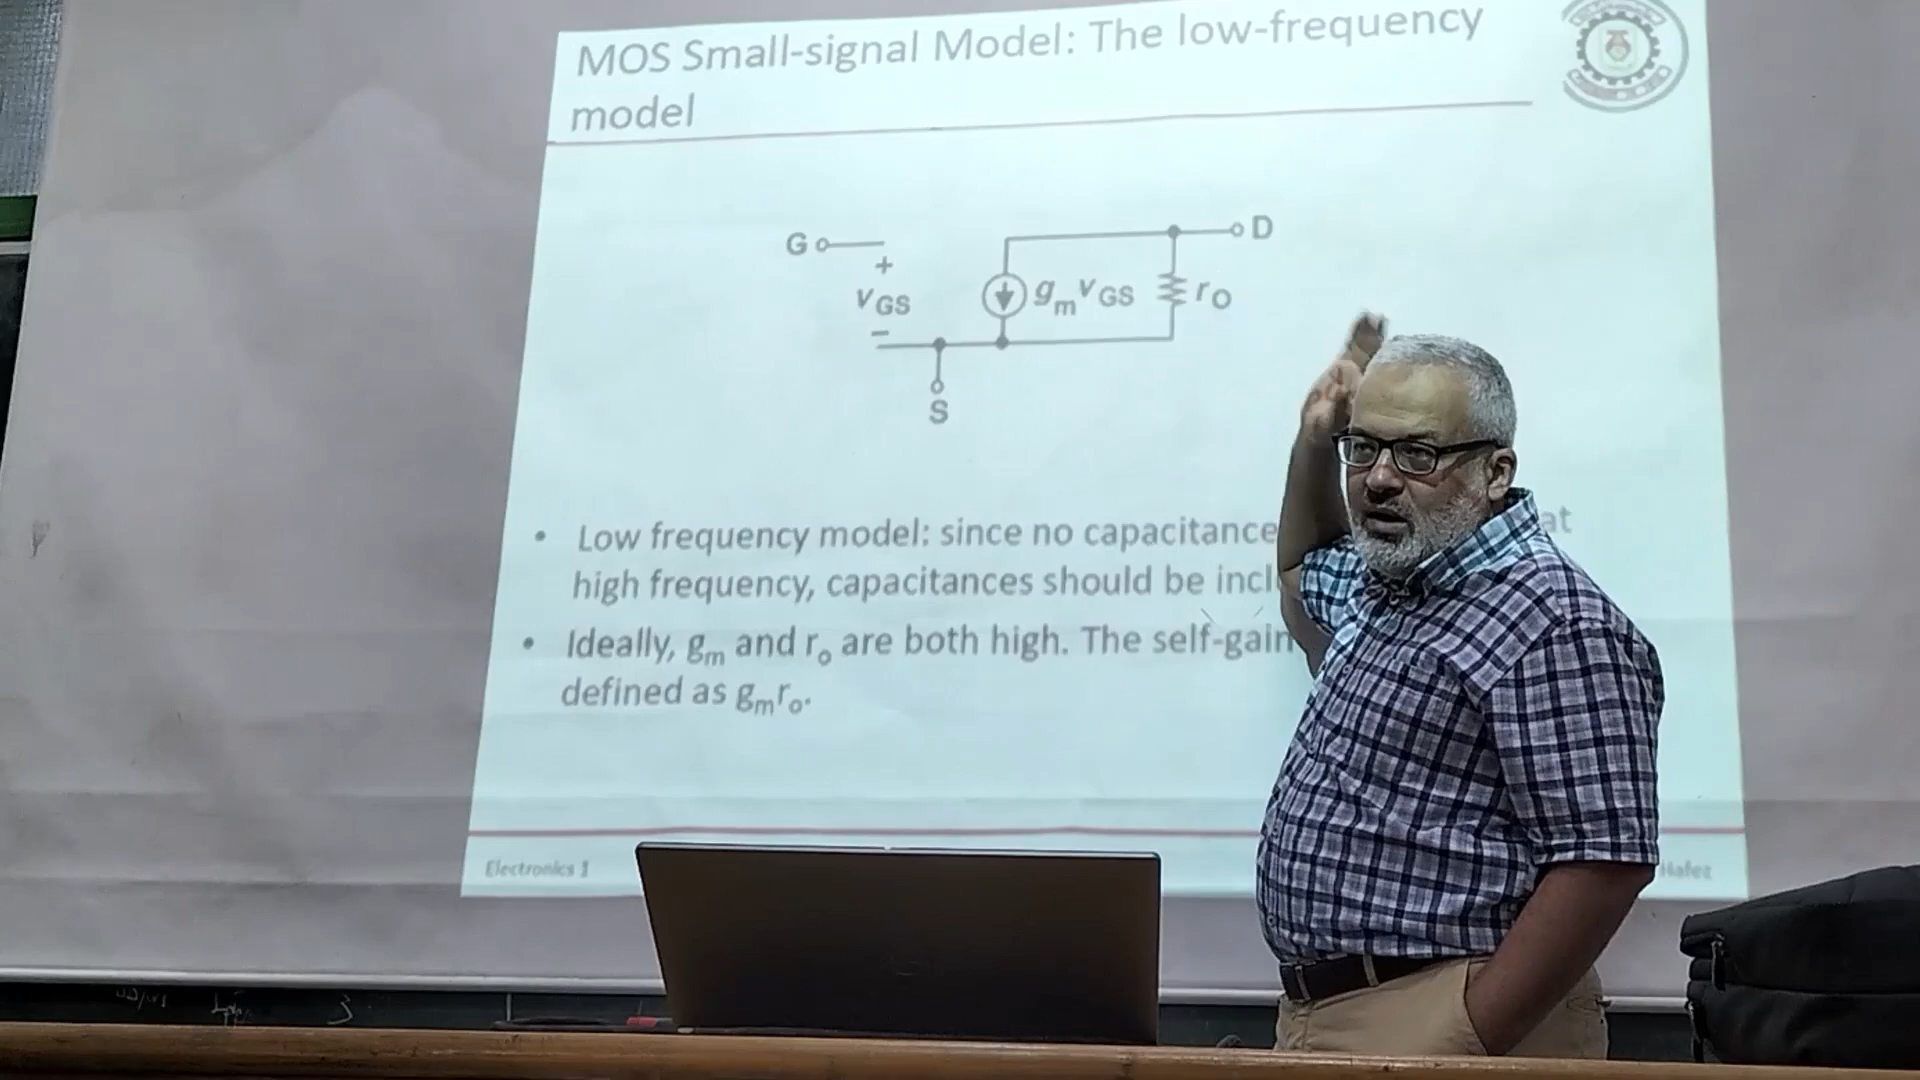 MOS Small-signal Model: The low-frequency
model
G
D
+
VGS
gmVGS
rO
−
S
• Low frequency model: since no capacitance at
high frequency, capacitances should be incl
• Ideally, gm and ro are both high. The self-gain
defined as gmro.
Electronics 1
Hafez